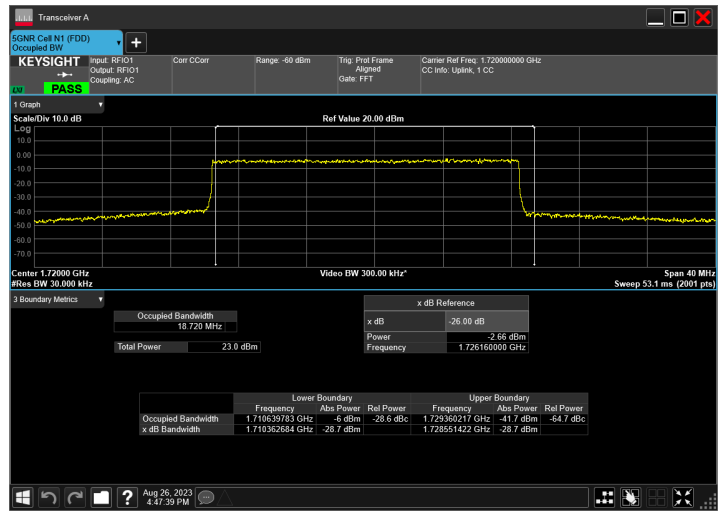 Transceiver A
5GNR Cell N1 (FDD)
Occupied BW
KEYSIGHT
LXI
PASS
Input: RFIO1
Output: RFIO1
Coupling: AC
Corr CCorr
Range: -60 dBm
Trig: Prot Frame
Aligned
Gate: FFT
Carrier Ref Freq: 1.720000000 GHz
CC Info: Uplink, 1 CC
1 Graph
Scale/Div 10.0 dB
Ref Value 20.00 dBm
Log
10.0
0.00
-10.0
-20.0
-30.0
-40.0
-50.0
-60.0
-70.0
Center 1.72000 GHz
Video BW 300.00 kHz*
Span 40 MHz
#Res BW 30.000 kHz
Sweep 53.1 ms (2001 pts)
3 Boundary Metrics
Occupied Bandwidth
18.720 MHz
Total Power 23.0 dBm
x dB Reference
x dB -26.00 dB
Power -2.66 dBm
Frequency 1.726160000 GHz
Lower Boundary Upper Boundary
Frequency Abs Power Rel Power Frequency Abs Power Rel Power
Occupied Bandwidth 1.710639783 GHz -6 dBm -28.6 dBc 1.729360217 GHz -41.7 dBm -64.7 dBc
x dB Bandwidth 1.710362684 GHz -28.7 dBm 1.728551422 GHz -28.7 dBm
Aug 26, 2023
4:47:39 PM